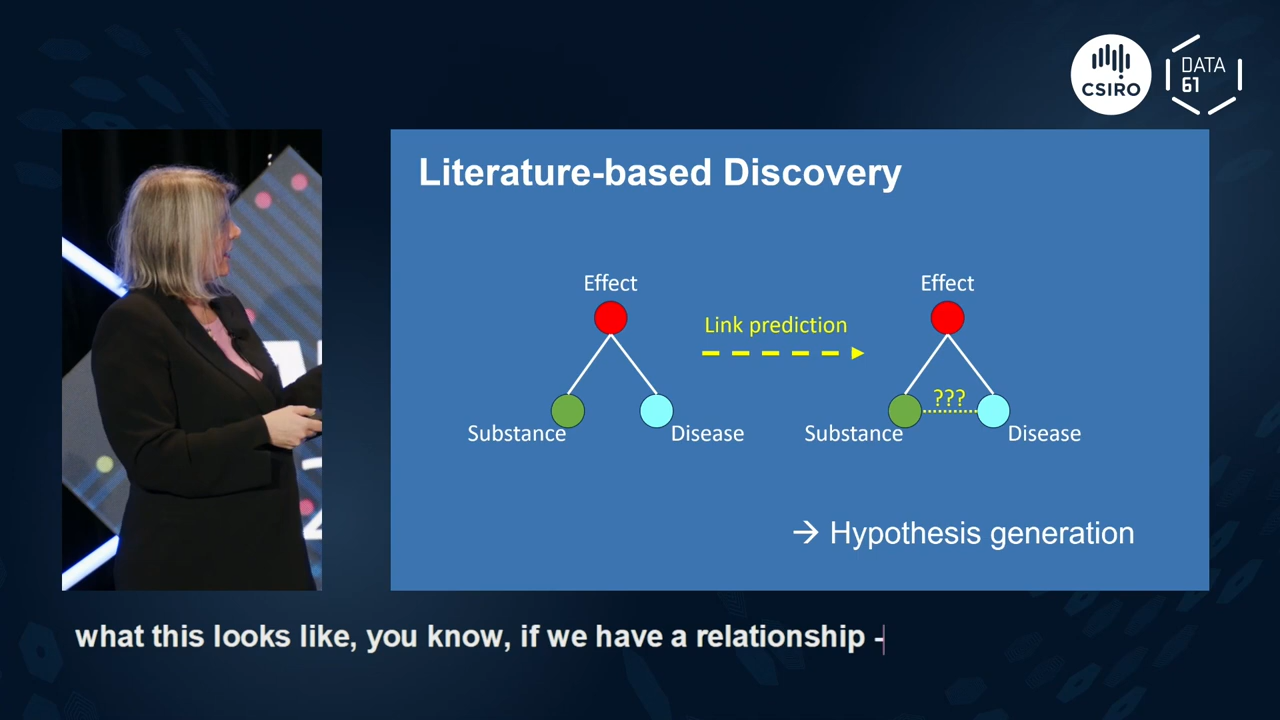 CSIRO
DATA
61
Literature-based Discovery
Effect
Effect
Link prediction
???
Substance
Disease
Substance
Disease
→ Hypothesis generation
what this looks like, you know, if we have a relationship -